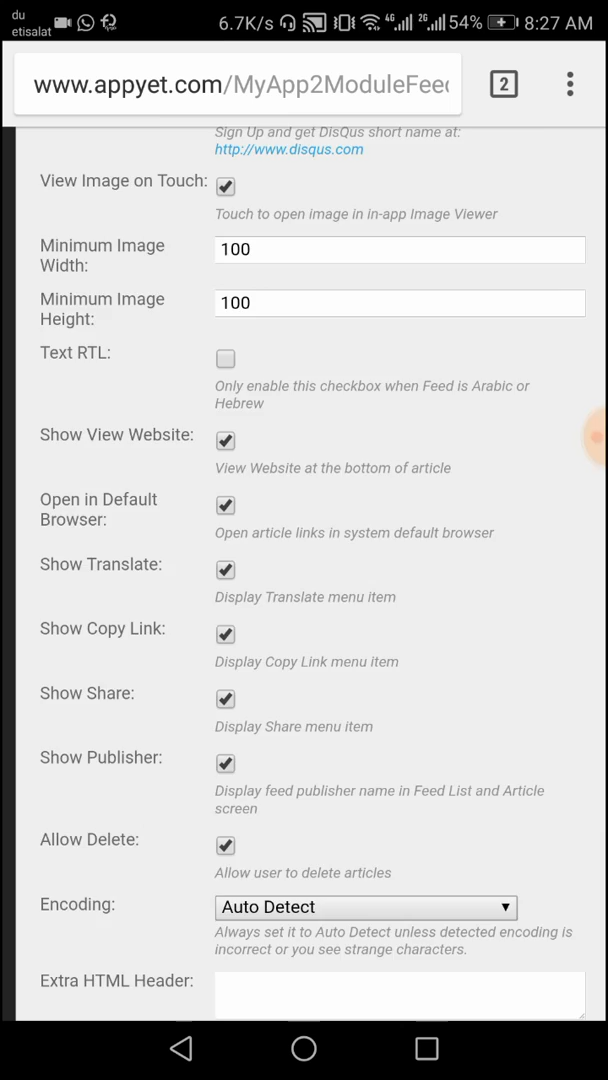 du
etisalat
6.7K/s
4G
2G
54%
8:27 AM
www.appyet.com/MyApp2ModuleFeed
2
Sign Up and get DisQus short name at:
http://www.disqus.com
View Image on Touch:
Touch to open image in in-app Image Viewer
Minimum Image
Width:
100
Minimum Image
Height:
100
Text RTL:
Only enable this checkbox when Feed is Arabic or
Hebrew
Show View Website:
View Website at the bottom of article
Open in Default
Browser:
Open article links in system default browser
Show Translate:
Display Translate menu item
Show Copy Link:
Display Copy Link menu item
Show Share:
Display Share menu item
Show Publisher:
Display feed publisher name in Feed List and Article
screen
Allow Delete:
Allow user to delete articles
Encoding:
Auto Detect
Always set it to Auto Detect unless detected encoding is
incorrect or you see strange characters.
Extra HTML Header: